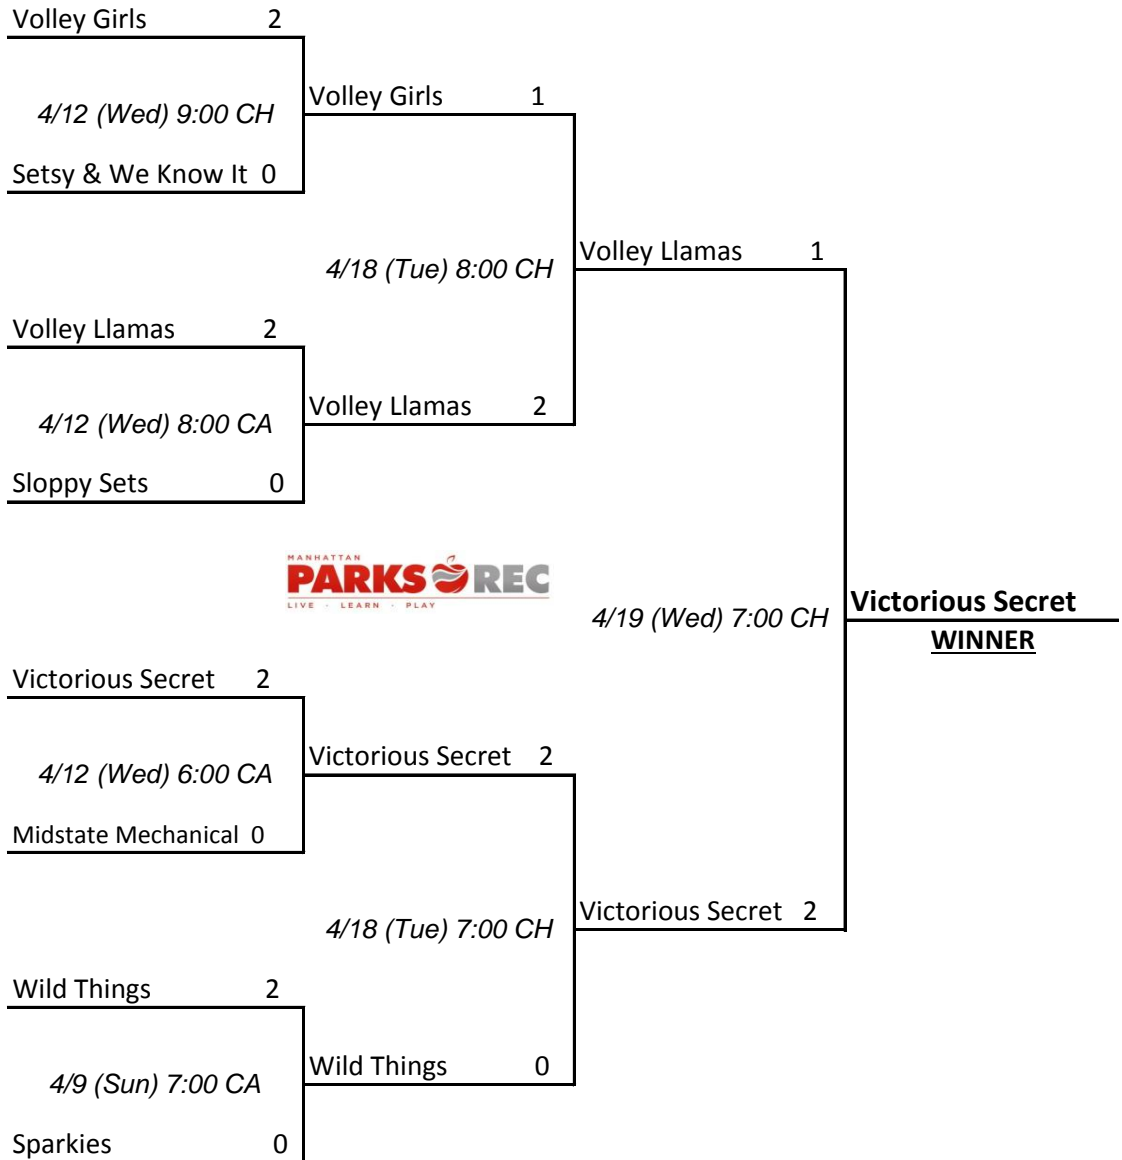 Volley Girls 2
4/12 (Wed) 9:00 CH
Volley Girls 1
Setsy & We Know It 0
4/18 (Tue) 8:00 CH
Volley Llamas 1
Volley Llamas 2
4/12 (Wed) 8:00 CA
Volley Llamas 2
Sloppy Sets 0
MANHATTAN
PARKS REC
LIVE · LEARN · PLAY
4/19 (Wed) 7:00 CH
Victorious Secret
WINNER
Victorious Secret 2
4/12 (Wed) 6:00 CA
Victorious Secret 2
Midstate Mechanical 0
4/18 (Tue) 7:00 CH
Victorious Secret 2
Wild Things 2
4/9 (Sun) 7:00 CA
Wild Things 0
Sparkies 0